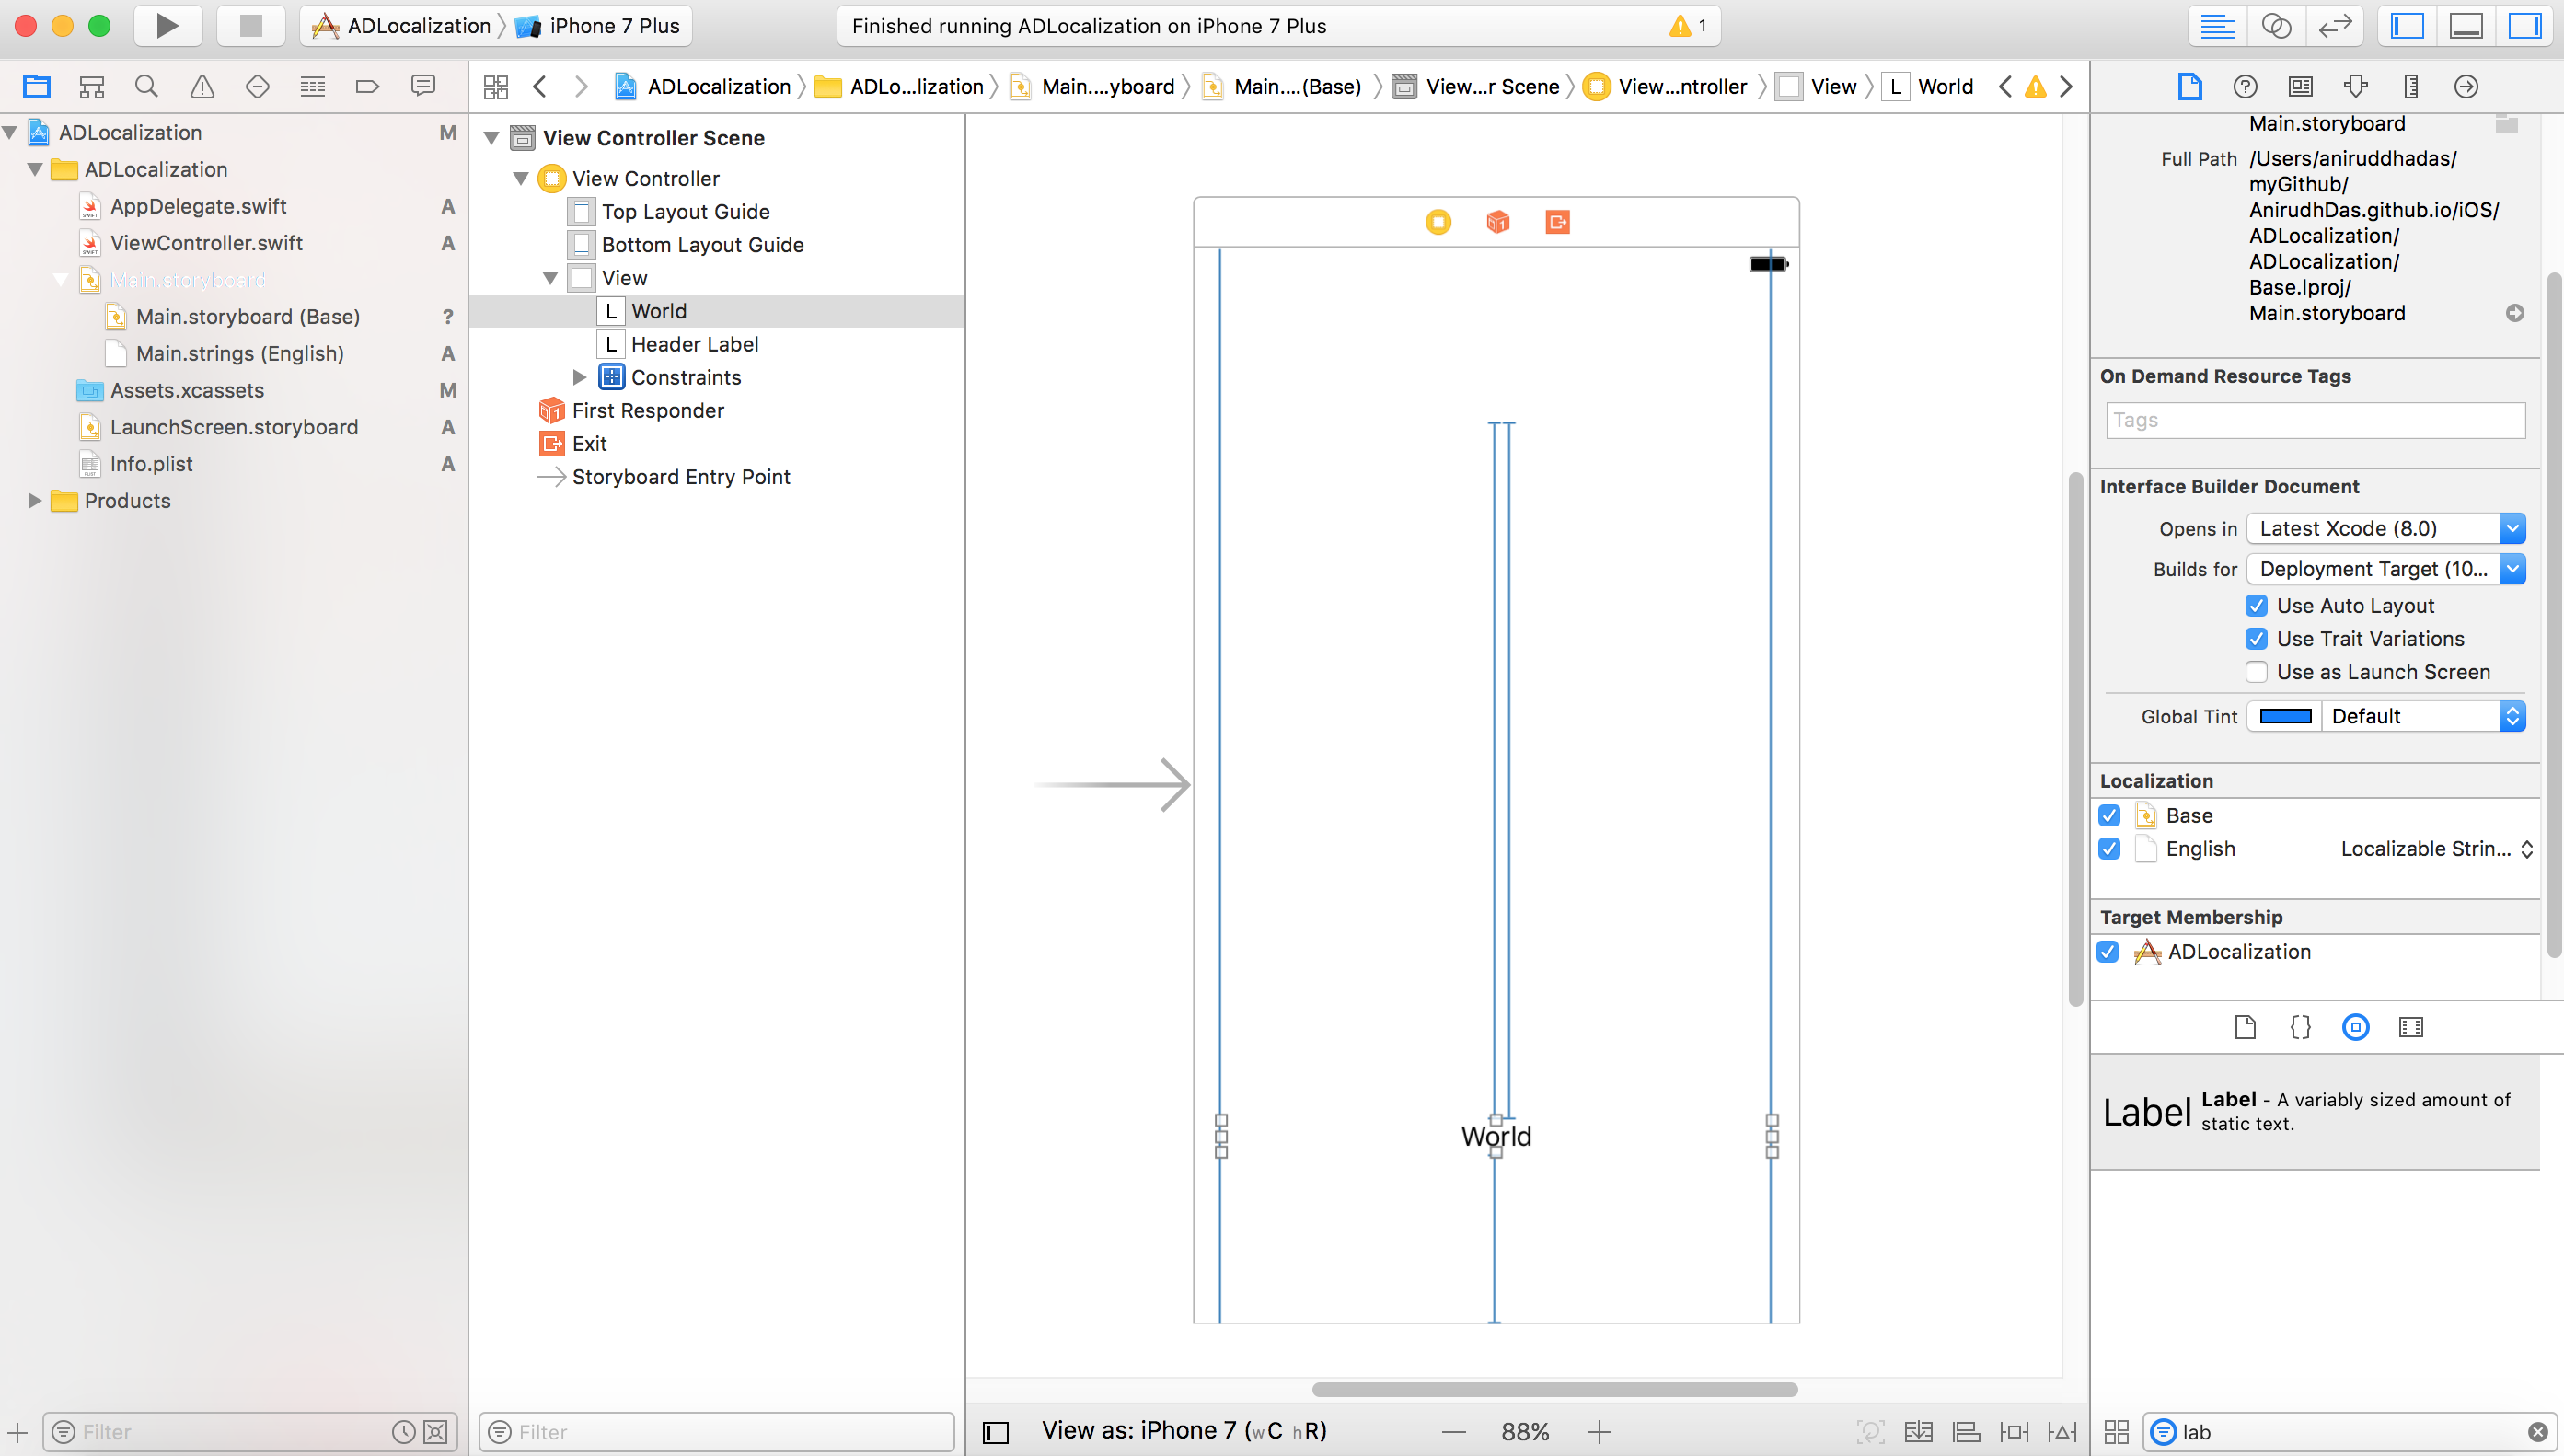 ADLocalization iPhone 7 Plus
Finished running ADLocalization on iPhone 7 Plus
1
ADLocalization
M
ADLocalization
AppDelegate.swift
A
ViewController.swift
A
Main.storyboard
Main.storyboard (Base)
?
Main.strings (English)
A
Assets.xcassets
M
LaunchScreen.storyboard
A
Info.plist
A
Products
Filter
ADLocalization ADLo...lization Main....yboard Main....(Base) View...r Scene View...ntroller View L World
View Controller Scene
View Controller
Top Layout Guide
Bottom Layout Guide
View
L World
L Header Label
Constraints
First Responder
Exit
Storyboard Entry Point
Filter
World
View as: iPhone 7 (wC hR)
88%
Main.storyboard
Full Path /Users/aniruddhadas/
myGithub/
AnirudhDas.github.io/iOS/
ADLocalization/
ADLocalization/
Base.lproj/
Main.storyboard
On Demand Resource Tags
Tags
Interface Builder Document
Opens in Latest Xcode (8.0)
Builds for Deployment Target (10...
Use Auto Layout
Use Trait Variations
Use as Launch Screen
Global Tint Default
Localization
Base
English Localizable Strin...
Target Membership
ADLocalization
{}
Label
Label - A variably sized amount of
static text.
lab